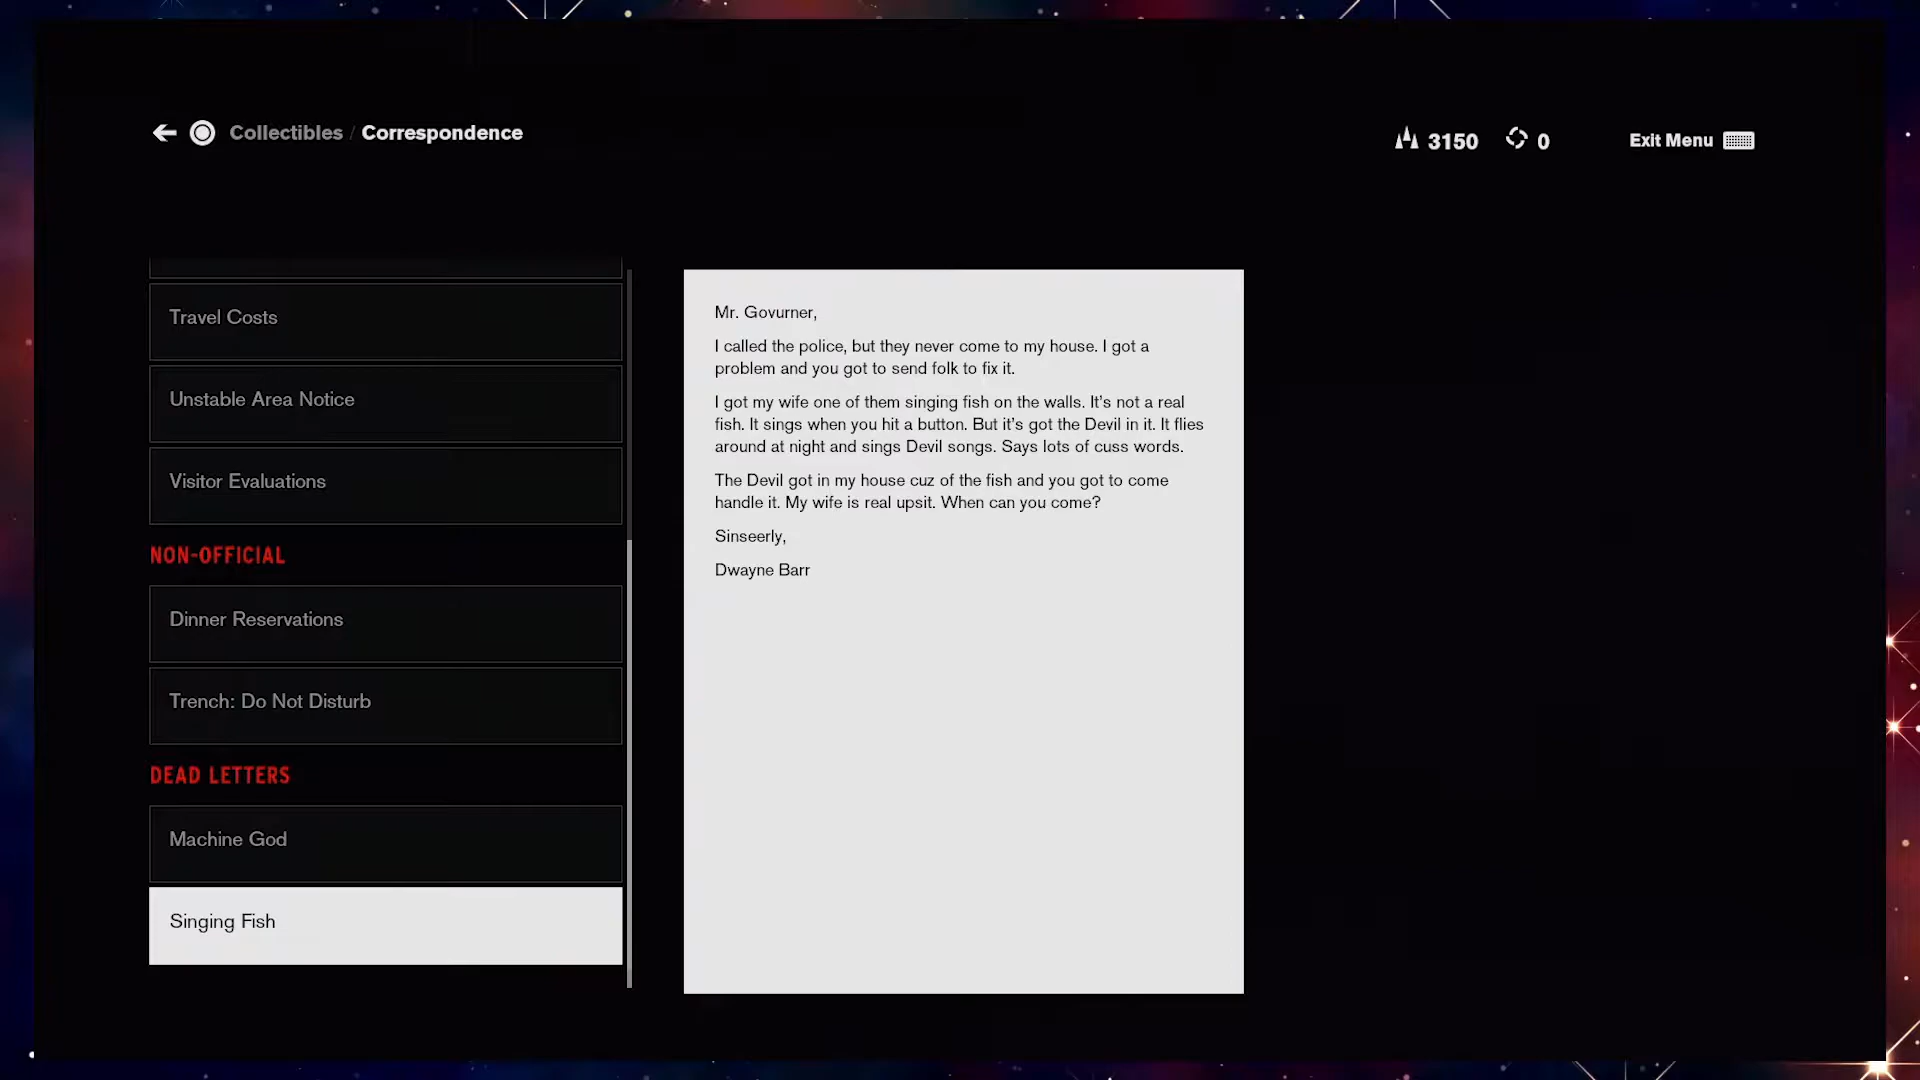 Collectibles / Correspondence
3150
0
Exit Menu
Travel Costs
Unstable Area Notice
Visitor Evaluations
NON-OFFICIAL
Dinner Reservations
Trench: Do Not Disturb
DEAD LETTERS
Machine God
Singing Fish
Mr. Govurner,
I called the police, but they never come to my house. I got a
problem and you got to send folk to fix it.
I got my wife one of them singing fish on the walls. It's not a real
fish. It sings when you hit a button. But it's got the Devil in it. It flies
around at night and sings Devil songs. Says lots of cuss words.
The Devil got in my house cuz of the fish and you got to come
handle it. My wife is real upsit. When can you come?
Sinseerly,
Dwayne Barr